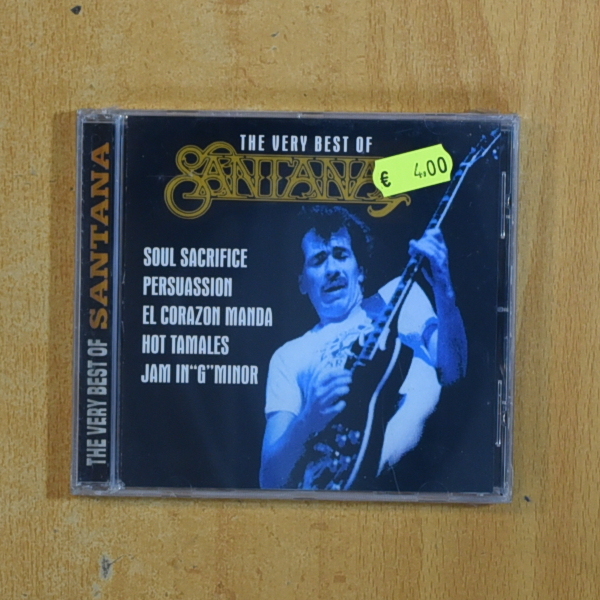 THE VERY BEST OF SANTANA
THE VERY BEST OF
SANTANA
€ 4.00
SOUL SACRIFICE
PERSUASSION
EL CORAZON MANDA
HOT TAMALES
JAM IN"G"MINOR